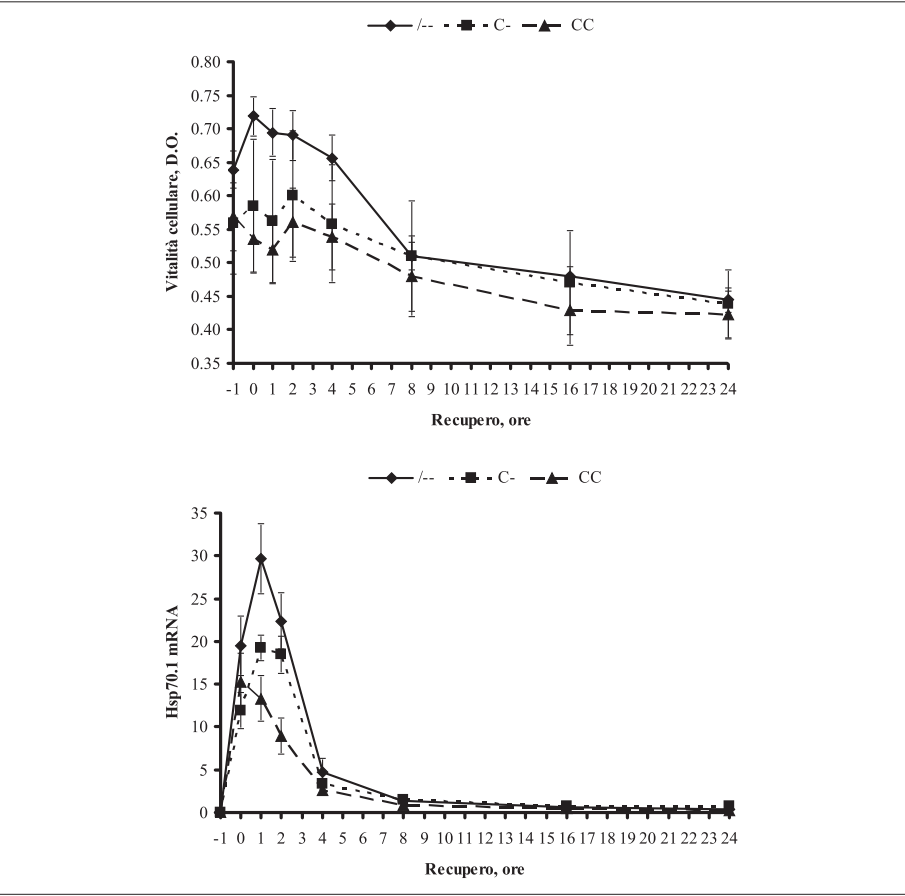 /-- C- CC
0.80
0.75
0.70
0.65
0.60
0.55
0.50
0.45
0.40
0.35
Vitalità cellulare, D.O.
-1 0 1 2 3 4 5 6 7 8 9 10 11 12 13 14 15 16 17 18 19 20 21 22 23 24
Recupero, ore
/-- C- CC
35
30
25
20
15
10
5
0
Hsp70.1 mRNA
-1 0 1 2 3 4 5 6 7 8 9 10 11 12 13 14 15 16 17 18 19 20 21 22 23 24
Recupero, ore